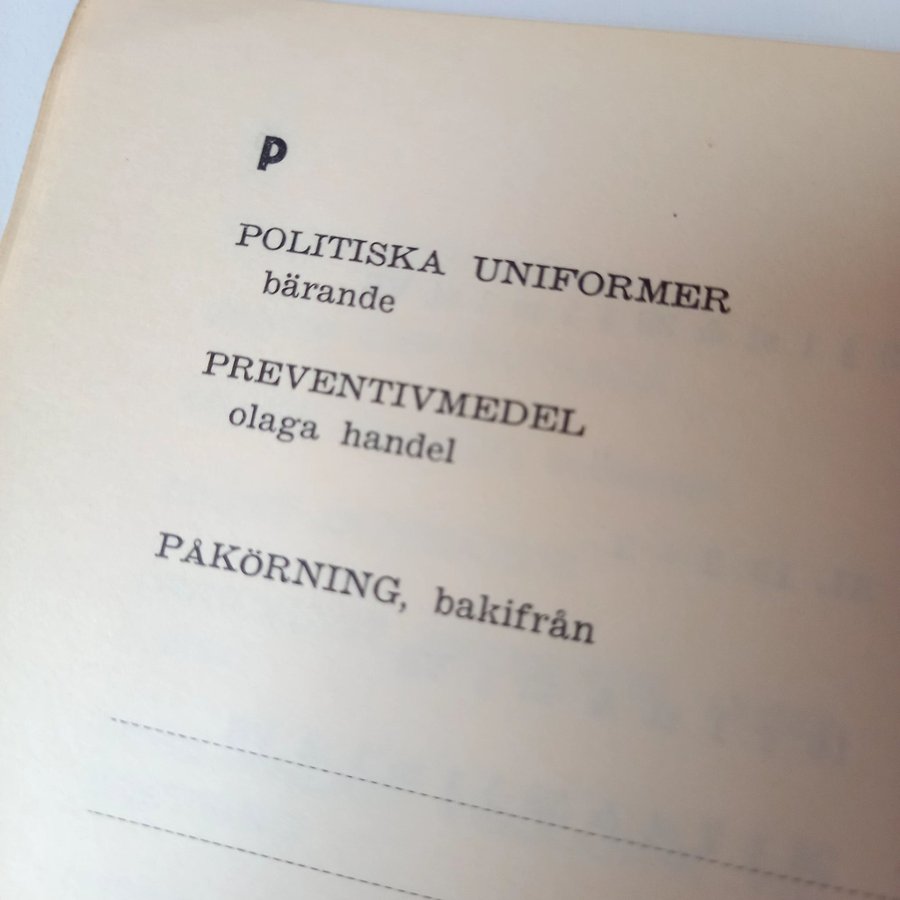 P
POLITISKA UNIFORMER
bärande
PREVENTIVMEDEL
olaga handel
PÅKÖRNING, bakifrån